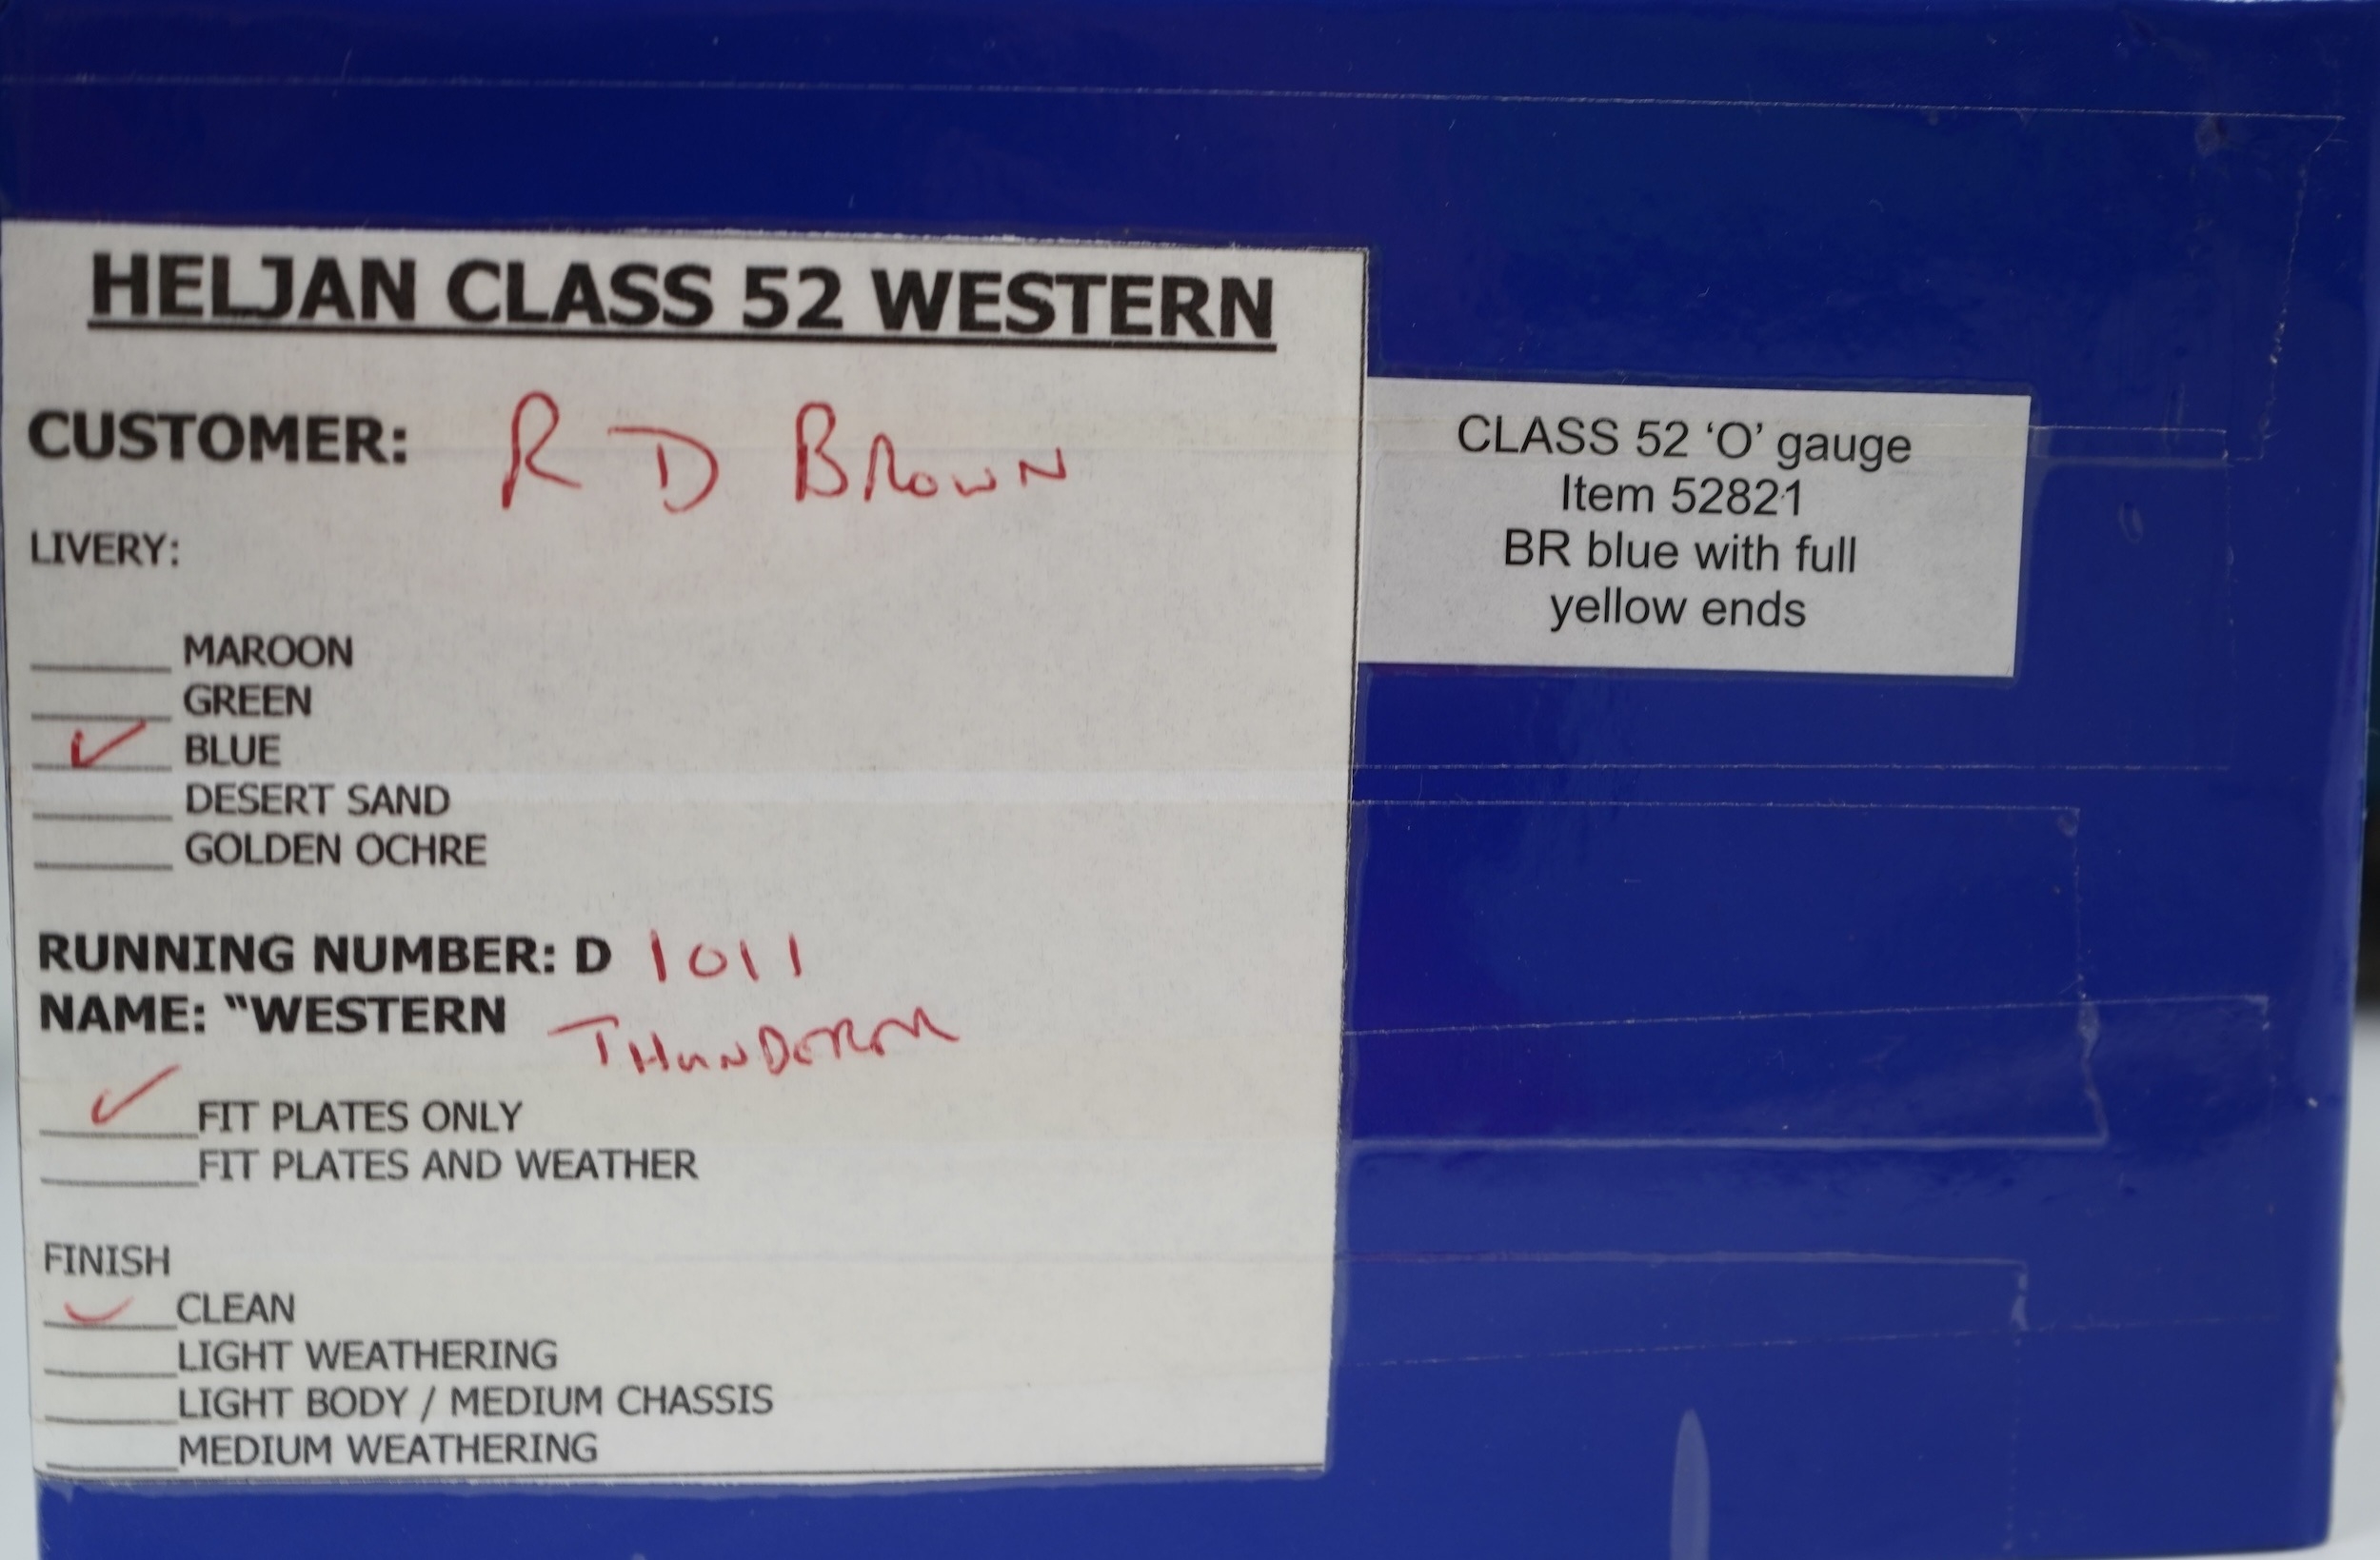 HELJAN CLASS 52 WESTERN
CUSTOMER: R D BROWN
LIVERY:
MAROON
GREEN
✓ BLUE
DESERT SAND
GOLDEN OCHRE
RUNNING NUMBER: D 1011
NAME: “WESTERN THUNDERER
✓ FIT PLATES ONLY
FIT PLATES AND WEATHER
FINISH
✓ CLEAN
LIGHT WEATHERING
LIGHT BODY / MEDIUM CHASSIS
MEDIUM WEATHERING
CLASS 52 ‘O’ gauge
Item 52821
BR blue with full
yellow ends